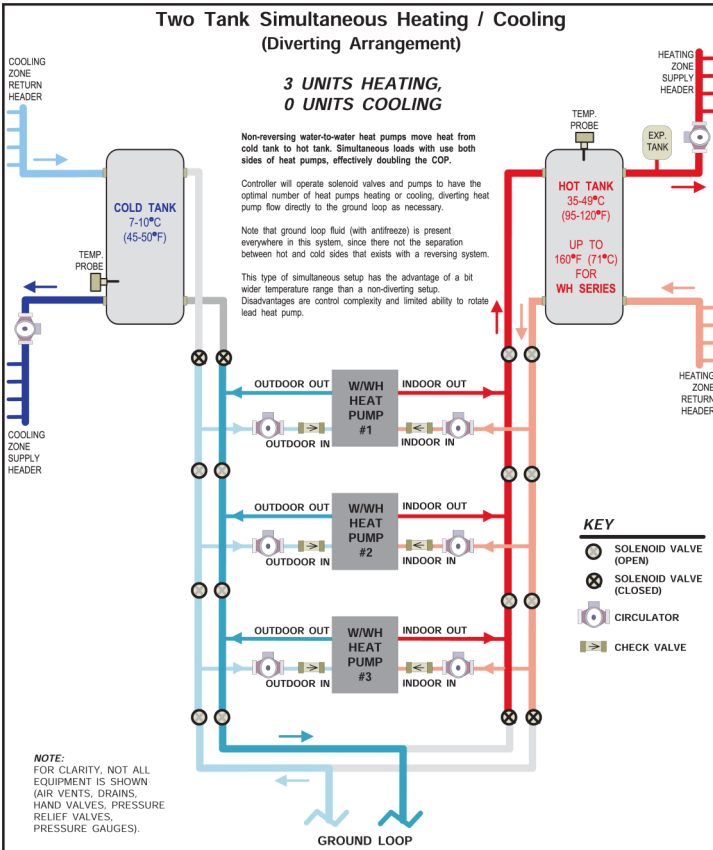 Two Tank Simultaneous Heating / Cooling
(Diverting Arrangement)
3 UNITS HEATING,
0 UNITS COOLING
Non-reversing water-to-water heat pumps move heat from
cold tank to hot tank. Simultaneous loads with use both
sides of heat pumps, effectively doubling the COP.
Controller will operate solenoid valves and pumps to have the
optimal number of heat pumps heating or cooling, diverting heat
pump flow directly to the ground loop as necessary.
Note that ground loop fluid (with antifreeze) is present
everywhere in this system, since there not the separation
between hot and cold sides that exists with a reversing system.
This type of simultaneous setup has the advantage of a bit
wider temperature range than a non-diverting setup.
Disadvantages are control complexity and limited ability to rotate
lead heat pump.
COOLING
ZONE
RETURN
HEADER
COLD TANK
7-10°C
(45-50°F)
TEMP.
PROBE
COOLING
ZONE
SUPPLY
HEADER
HEATING
ZONE
SUPPLY
HEADER
TEMP.
PROBE
EXP.
TANK
HOT TANK
35-49°C
(95-120°F)
UP TO
160°F (71°C)
FOR
WH SERIES
HEATING
ZONE
RETURN
HEADER
OUTDOOR OUT
W/WH
HEAT
PUMP
#1
INDOOR OUT
OUTDOOR IN
INDOOR IN
OUTDOOR OUT
W/WH
HEAT
PUMP
#2
INDOOR OUT
OUTDOOR IN
INDOOR IN
OUTDOOR OUT
W/WH
HEAT
PUMP
#3
INDOOR OUT
OUTDOOR IN
INDOOR IN
KEY
SOLENOID VALVE
(OPEN)
SOLENOID VALVE
(CLOSED)
CIRCULATOR
CHECK VALVE
NOTE:
FOR CLARITY, NOT ALL
EQUIPMENT IS SHOWN
(AIR VENTS, DRAINS,
HAND VALVES, PRESSURE
RELIEF VALVES,
PRESSURE GAUGES).
GROUND LOOP